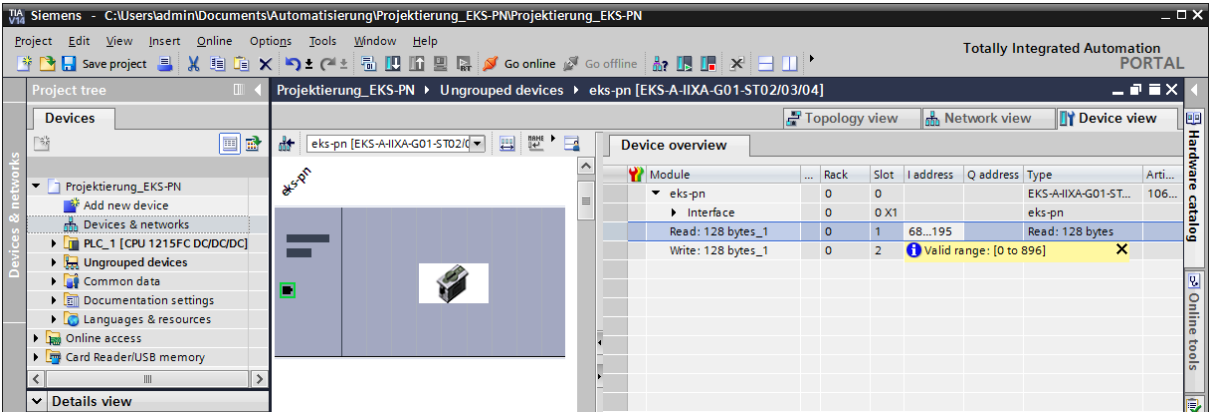 TIA V14 Siemens - C:\Users\admin\Documents\Automatisierung\Projektierung_EKS-PN\Projektierung_EKS-PN
Project Edit View Insert Online Options Tools Window Help
Totally Integrated Automation
PORTAL
Save project Go online Go offline
Project tree
Projektierung_EKS-PN Ungrouped devices eks-pn [EKS-A-IIXA-G01-ST02/03/04]
Devices
Topology view Network view Device view
eks-pn [EKS-A-IIXA-G01-ST02/0
Device overview
Module ... Rack Slot I address Q address Type Arti...
eks-pn 0 0 EKS-A-IIXA-G01-ST... 106...
Interface 0 0 X1 eks-pn
Read: 128 bytes_1 0 1 68...195 Read: 128 bytes
Write: 128 bytes_1 0 2 Valid range: [0 to 896]
eks-pn
Projektierung_EKS-PN
Add new device
Devices & networks
PLC_1 [CPU 1215FC DC/DC/DC]
Ungrouped devices
Common data
Documentation settings
Languages & resources
Online access
Card Reader/USB memory
Details view
Devices & networks
Hardware catalog
Online tools